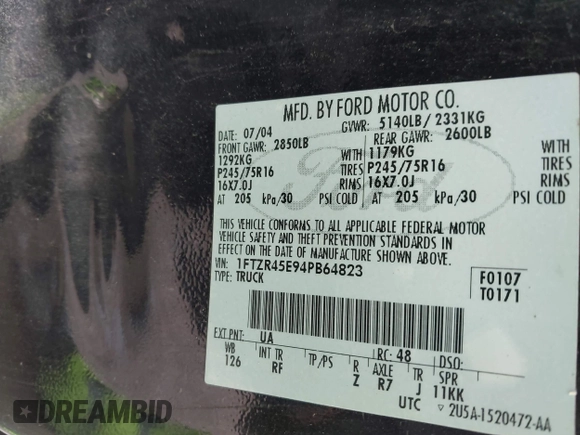 MFD. BY FORD MOTOR CO.
DATE: 07/04 GVWR: 5140LB/ 2331KG
FRONT GAWR: 2850LB REAR GAWR: 2600LB
1292KG WITH 1179KG WITH
P245/75R16 TIRES P245/75R16 TIRES
16X7.0J RIMS 16X7.0J RIMS
AT 205 kPa/30 PSI COLD AT 205 kPa/30 PSI COLD
THIS VEHICLE CONFORMS TO ALL APPLICABLE FEDERAL MOTOR
VEHICLE SAFETY AND THEFT PREVENTION STANDARDS IN
EFFECT ON THE DATE OF MANUFACTURE SHOWN ABOVE.
VIN: 1FTZR45E94PB64823 F0107
TYPE: TRUCK T0171
EXT PNT: UA RC: 48 DSO:
WB INT TR TP/PS R AXLE TR SPR
126 RF Z R7 J 11KK
UTC ▽ 2U5A-1520472-AA
Ford
DREAMBID